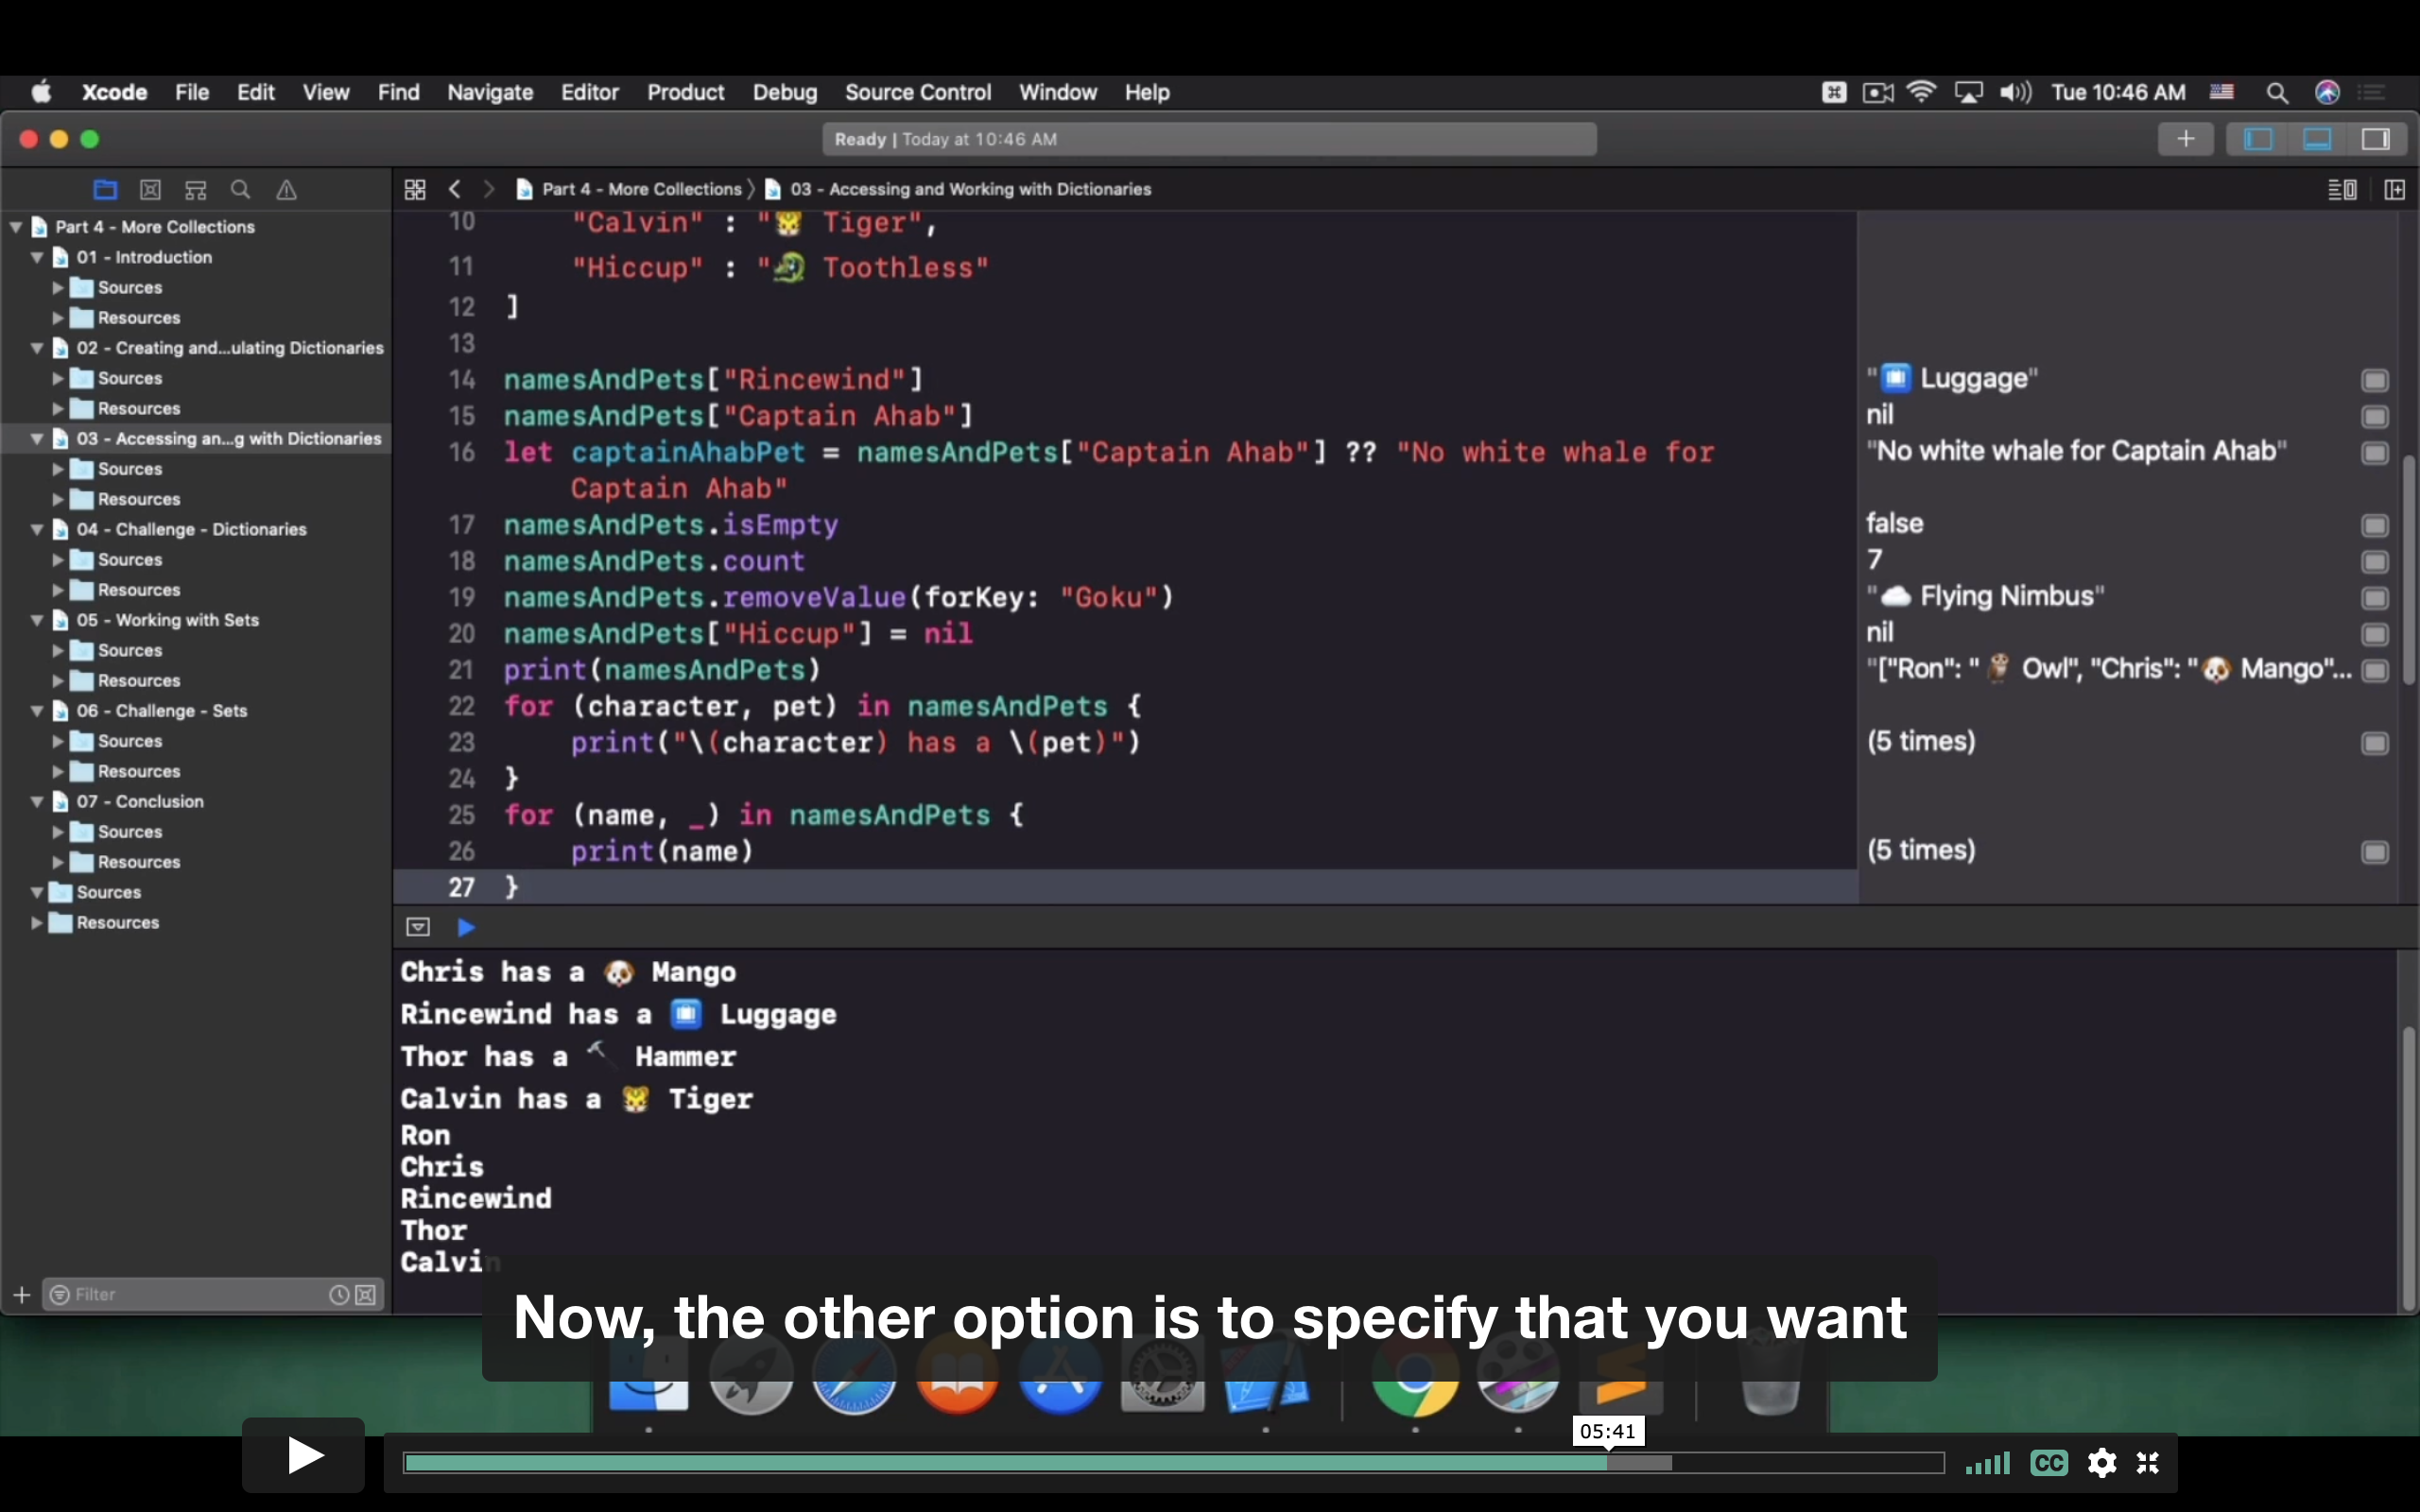 Xcode File Edit View Find Navigate Editor Product Debug Source Control Window Help Tue 10:46 AM
Ready | Today at 10:46 AM
Part 4 - More Collections 〉 03 - Accessing and Working with Dictionaries
Part 4 - More Collections
01 - Introduction
Sources
Resources
02 - Creating and...ulating Dictionaries
Sources
Resources
03 - Accessing an...g with Dictionaries
Sources
Resources
04 - Challenge - Dictionaries
Sources
Resources
05 - Working with Sets
Sources
Resources
06 - Challenge - Sets
Sources
Resources
07 - Conclusion
Sources
Resources
Sources
Resources
Filter
10 "Calvin" : "🐯 Tiger",
11 "Hiccup" : "🐲 Toothless"
12 ]
13
14 namesAndPets["Rincewind"]
15 namesAndPets["Captain Ahab"]
16 let captainAhabPet = namesAndPets["Captain Ahab"] ?? "No white whale for
Captain Ahab"
17 namesAndPets.isEmpty
18 namesAndPets.count
19 namesAndPets.removeValue(forKey: "Goku")
20 namesAndPets["Hiccup"] = nil
21 print(namesAndPets)
22 for (character, pet) in namesAndPets {
23 print("\(character) has a \(pet)")
24 }
25 for (name, _) in namesAndPets {
26 print(name)
27 }
"🛄 Luggage"
nil
"No white whale for Captain Ahab"
false
7
"☁️ Flying Nimbus"
nil
"["Ron": "🦉 Owl", "Chris": "🐶 Mango"...
(5 times)
(5 times)
Chris has a 🐶 Mango
Rincewind has a 🛄 Luggage
Thor has a 🔨 Hammer
Calvin has a 🐯 Tiger
Ron
Chris
Rincewind
Thor
Calvin
Now, the other option is to specify that you want
05:41
CC